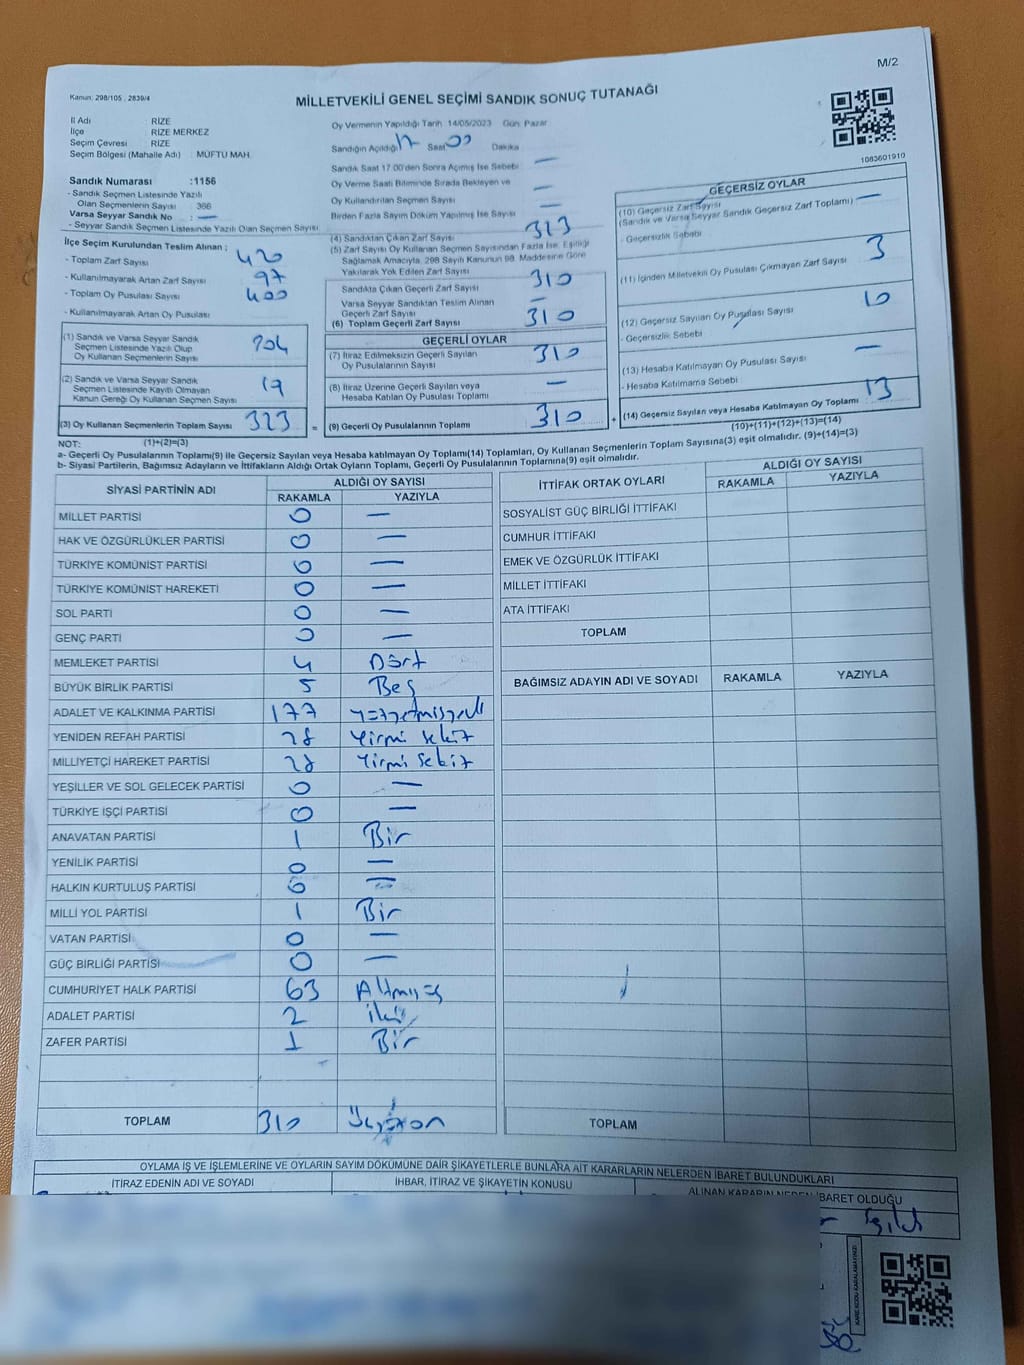 M/2
Kanun: 298/105 , 2839/4
MİLLETVEKİLİ GENEL SEÇİMİ SANDIK SONUÇ TUTANAĞI
İl Adı : RİZE
İlçe : RİZE MERKEZ
Seçim Çevresi : RİZE
Seçim Bölgesi (Mahalle Adı) : MÜFTÜ MAH.
Sandık Numarası :1156
- Sandık Seçmen Listesinde Yazılı
Olan Seçmenlerin Sayısı : 366
Varsa Seyyar Sandık No : —
- Seyyar Sandık Seçmen Listesinde Yazılı Olan Seçmen Sayısı
Oy Vermenin Yapıldığı Tarih 14/05/2023 Gün: Pazar
Sandığın Açıldığı 17 Saat 00 Dakika
Sandık Saat 17:00'den Sonra Açılmış İse Sebebi —
Oy Verme Saati Bitiminde Sırada Bekleyen ve
Oy Kullandırılan Seçmen Sayısı —
Birden Fazla Sayım Döküm Yapılmış İse Sayısı —
İlçe Seçim Kurulundan Teslim Alınan :
- Toplam Zarf Sayısı 420
- Kullanılmayarak Artan Zarf Sayısı 97
- Toplam Oy Pusulası Sayısı 400
- Kullanılmayarak Artan Oy Pusulası
(1) Sandık ve Varsa Seyyar Sandık
Seçmen Listesinde Yazılı Olup
Oy Kullanan Seçmenlerin Sayısı 304
(2) Sandık ve Varsa Seyyar Sandık
Seçmen Listesinde Kayıtlı Olmayan
Kanun Gereği Oy Kullanan Seçmen Sayısı 19
(3) Oy Kullanan Seçmenlerin Toplam Sayısı 323 =
(4) Sandıktan Çıkan Zarf Sayısı 313
(5) Zarf Sayısı Oy Kullanan Seçmen Sayısından Fazla İse, Eşitliği
Sağlamak Amacıyla, 298 Sayılı Kanunun 98. Maddesine Göre
Yakılarak Yok Edilen Zarf Sayısı
Sandıkta Çıkan Geçerli Zarf Sayısı 310
Varsa Seyyar Sandıktan Teslim Alınan
Geçerli Zarf Sayısı —
(6) Toplam Geçerli Zarf Sayısı 310
GEÇERLİ OYLAR
(7) İtiraz Edilmeksizin Geçerli Sayılan
Oy Pusulalarının Sayısı 310
(8) İtiraz Üzerine Geçerli Sayılan veya
Hesaba Katılan Oy Pusulası Toplamı —
(9) Geçerli Oy Pusulalarının Toplamı 310 +
1083601910
GEÇERSİZ OYLAR
(10) Geçersiz Zarf Sayısı
(Sandık ve Varsa Seyyar Sandık Geçersiz Zarf Toplamı) —
- Geçersizlik Sebebi
(11) İçinden Milletvekili Oy Pusulası Çıkmayan Zarf Sayısı 3
(12) Geçersiz Sayılan Oy Pusulası Sayısı 10
- Geçersizlik Sebebi
(13) Hesaba Katılmayan Oy Pusulası Sayısı —
- Hesaba Katılmama Sebebi
(14) Geçersiz Sayılan veya Hesaba Katılmayan Oy Toplamı 13
(10)+(11)+(12)+(13)=(14)
NOT: (1)+(2)=(3)
a- Geçerli Oy Pusulalarının Toplamı(9) ile Geçersiz Sayılan veya Hesaba katılmayan Oy Toplamı(14) Toplamları, Oy Kullanan Seçmenlerin Toplam Sayısına(3) eşit olmalıdır. (9)+(14)=(3)
b- Siyasi Partilerin, Bağımsız Adayların ve İttifakların Aldığı Ortak Oyların Toplamı, Geçerli Oy Pusulalarının Toplamına(9) eşit olmalıdır.
SİYASİ PARTİNİN ADI ALDIĞI OY SAYISI
RAKAMLA YAZIYLA
MİLLET PARTİSİ 0 —
HAK VE ÖZGÜRLÜKLER PARTİSİ 0 —
TÜRKİYE KOMÜNİST PARTİSİ 0 —
TÜRKİYE KOMÜNİST HAREKETİ 0 —
SOL PARTİ 0 —
GENÇ PARTİ 0 —
MEMLEKET PARTİSİ 4 Dört
BÜYÜK BİRLİK PARTİSİ 5 Beş
ADALET VE KALKINMA PARTİSİ 177 yüzyetmişyedi
YENİDEN REFAH PARTİSİ 28 Yirmi sekiz
MİLLİYETÇİ HAREKET PARTİSİ 28 Yirmi sekiz
YEŞİLLER VE SOL GELECEK PARTİSİ 0 —
TÜRKİYE İŞÇİ PARTİSİ 0 —
ANAVATAN PARTİSİ 1 Bir
YENİLİK PARTİSİ 0 —
HALKIN KURTULUŞ PARTİSİ 0 —
MİLLİ YOL PARTİSİ 1 Bir
VATAN PARTİSİ 0 —
GÜÇ BİRLİĞİ PARTİSİ 0 —
CUMHURİYET HALK PARTİSİ 63 Altmışüç
ADALET PARTİSİ 2 iki
ZAFER PARTİSİ 1 Bir
TOPLAM 310 Üçyüzon
İTTİFAK ORTAK OYLARI ALDIĞI OY SAYISI
RAKAMLA YAZIYLA
SOSYALİST GÜÇ BİRLİĞİ İTTİFAKI
CUMHUR İTTİFAKI
EMEK VE ÖZGÜRLÜK İTTİFAKI
MİLLET İTTİFAKI
ATA İTTİFAKI
TOPLAM
BAĞIMSIZ ADAYIN ADI VE SOYADI RAKAMLA YAZIYLA
TOPLAM
OYLAMA İŞ VE İŞLEMLERİNE VE OYLARIN SAYIM DÖKÜMÜNE DAİR ŞİKAYETLERLE BUNLARA AİT KARARLARIN NELERDEN İBARET BULUNDUKLARI
İTİRAZ EDENİN ADI VE SOYADI İHBAR, İTİRAZ VE ŞİKAYETİN KONUSU ALINAN KARARIN NEDEN İBARET OLDUĞU
KARE KODU KARALAMAYINIZ!